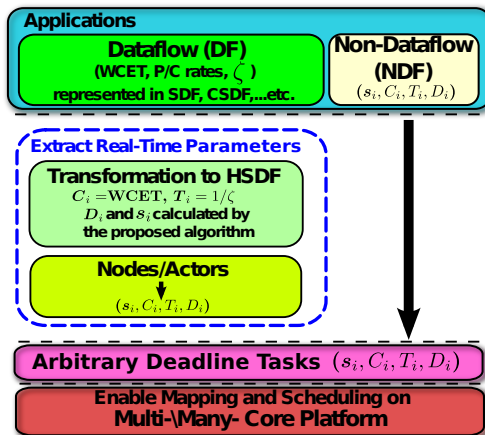 Applications
Dataflow (DF)
(WCET, P/C rates, ζ )
represented in SDF, CSDF,...etc.
Non-Dataflow
(NDF)
(s_i, C_i, T_i, D_i)
Extract Real-Time Parameters
Transformation to HSDF
C_i =WCET, T_i = 1/ζ
D_i and s_i calculated by
the proposed algorithm
Nodes/Actors
(s_i, C_i, T_i, D_i)
Arbitrary Deadline Tasks (s_i, C_i, T_i, D_i)
Enable Mapping and Scheduling on
Multi-\Many- Core Platform